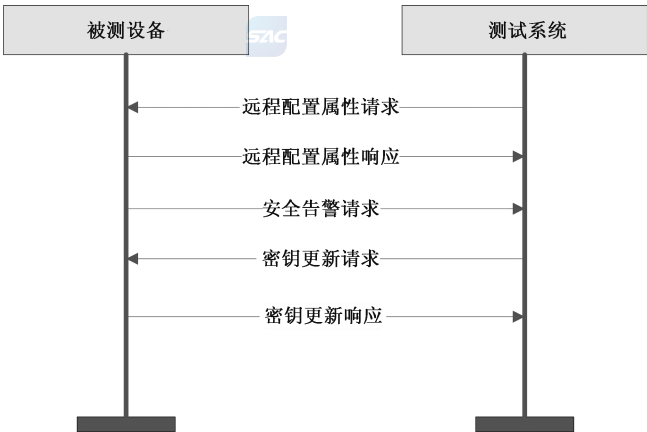 被测设备
SAC
测试系统
远程配置属性请求
远程配置属性响应
安全告警请求
密钥更新请求
密钥更新响应